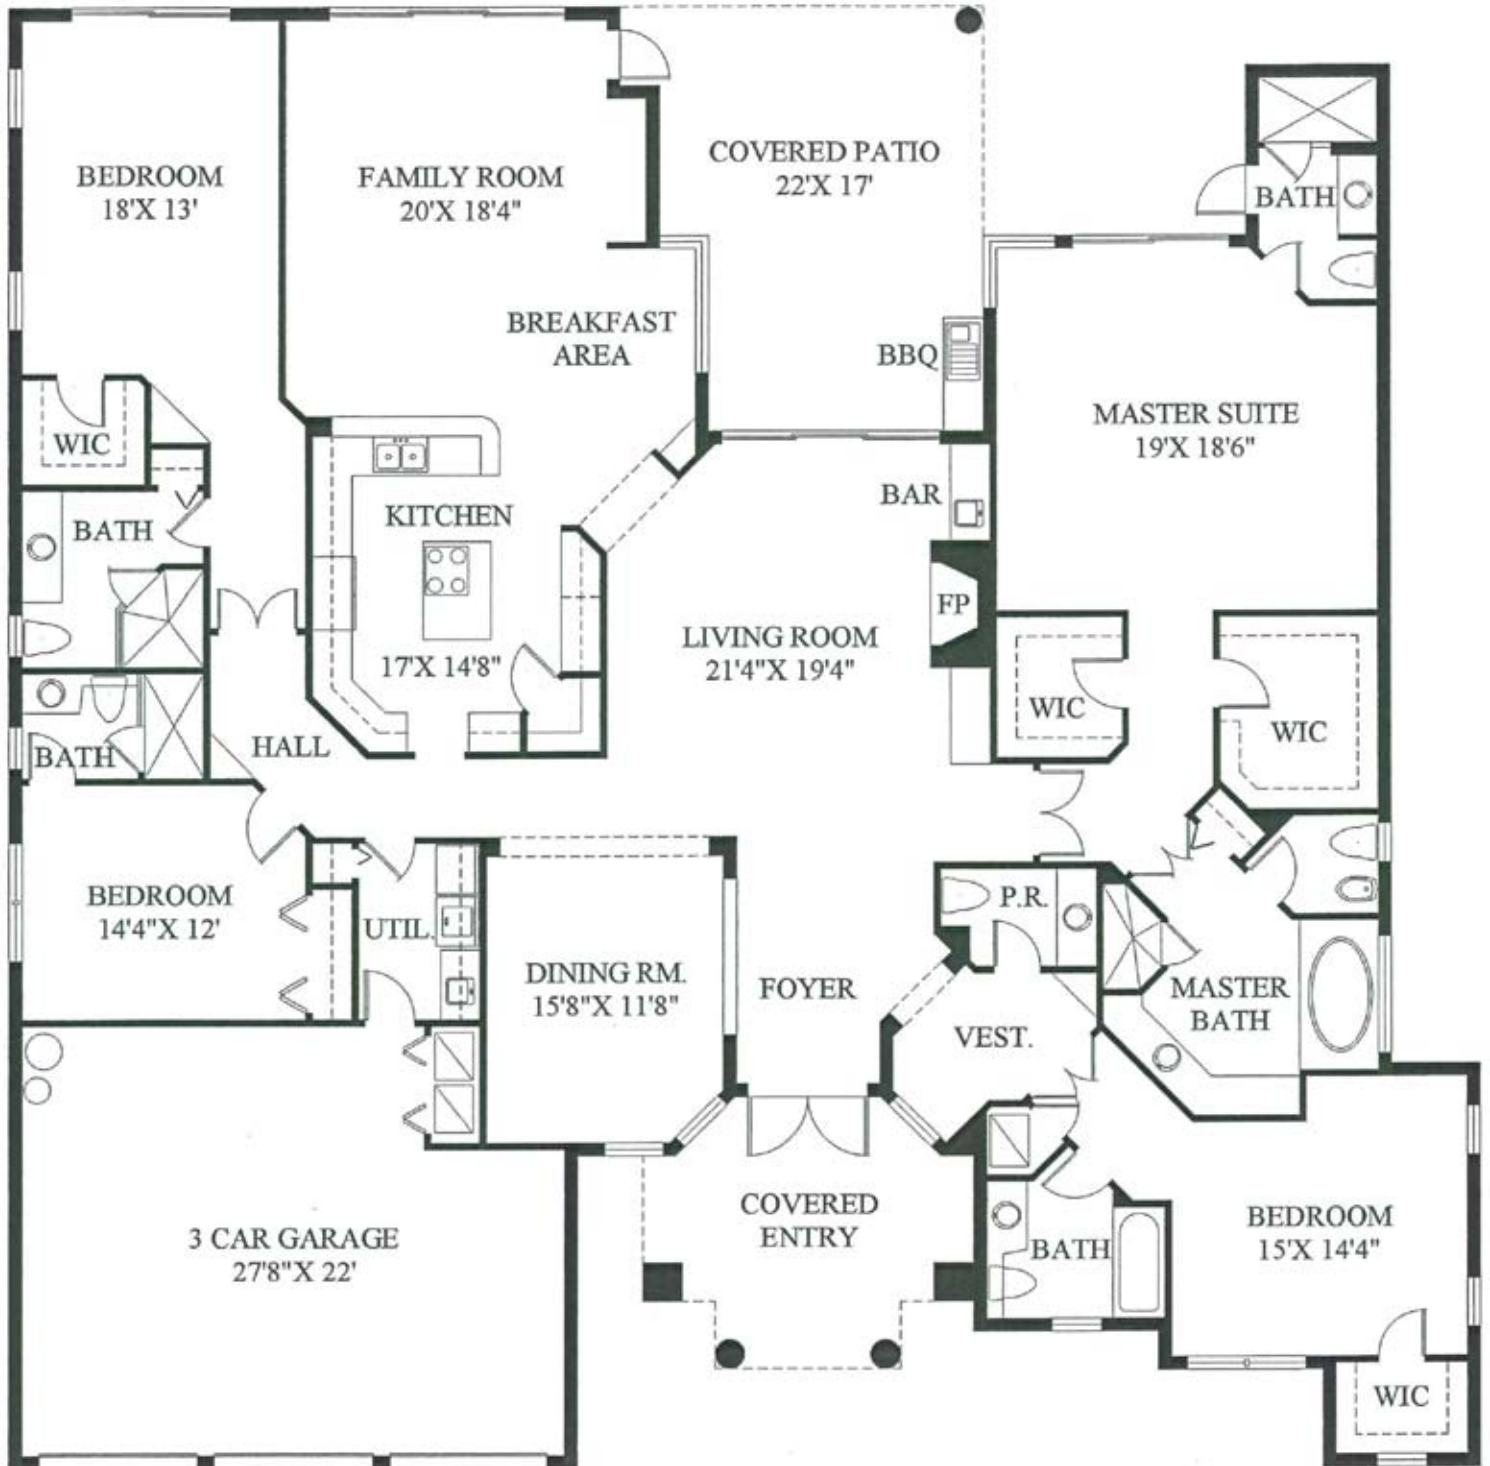 BEDROOM
18'X 13'
FAMILY ROOM
20'X 18'4"
COVERED PATIO
22'X 17'
BATH
BREAKFAST
AREA
BBQ
MASTER SUITE
19'X 18'6"
WIC
BATH
KITCHEN
17'X 14'8"
BAR
FP
LIVING ROOM
21'4"X 19'4"
WIC
WIC
BATH
HALL
BEDROOM
14'4"X 12'
UTIL.
DINING RM.
15'8"X 11'8"
FOYER
P.R.
VEST.
MASTER
BATH
3 CAR GARAGE
27'8"X 22'
COVERED
ENTRY
BATH
BEDROOM
15'X 14'4"
WIC